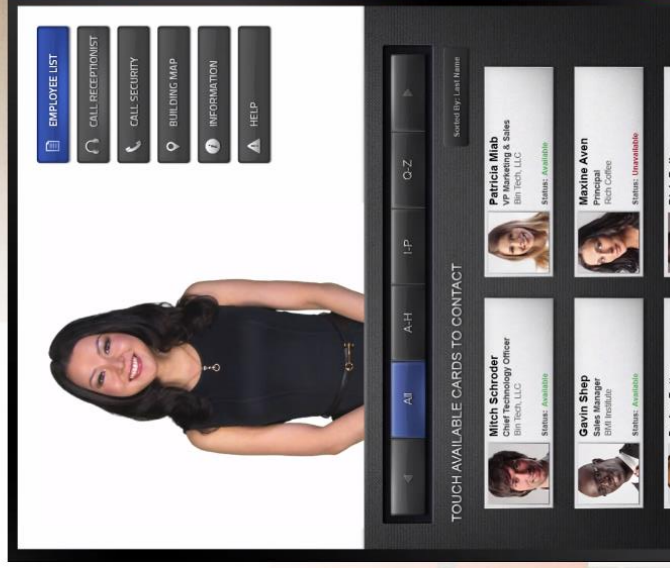 EMPLOYEE LIST
CALL RECEPTIONIST
CALL SECURITY
BUILDING MAP
INFORMATION
HELP
All
A-H
I-P
Q-Z
TOUCH AVAILABLE CARDS TO CONTACT
Sorted By: Last Name
Mitch Schroder
Chief Technology Officer
Bin Tech, LLC
Status: Available
Patricia Miab
VP Marketing & Sales
Bin Tech, LLC
Status: Available
Gavin Shep
Sales Manager
BMI Institute
Status: Available
Maxine Aven
Principal
Rich Coffee
Status: Unavailable